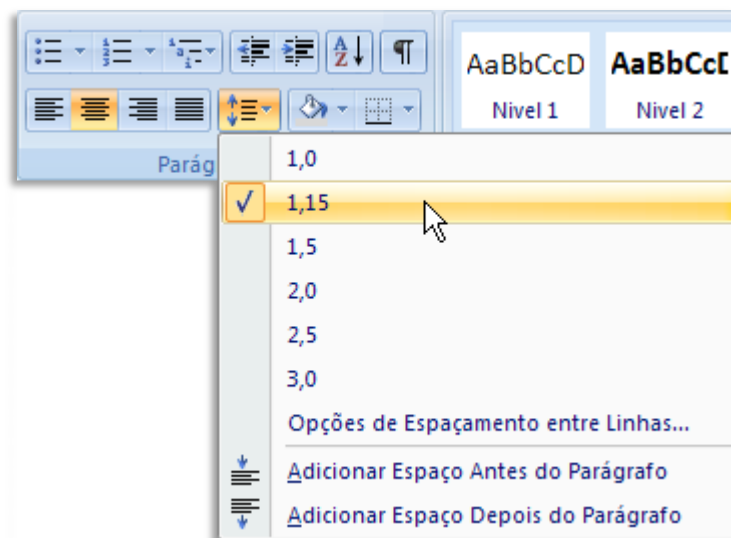 AaBbCcD AaBbCcD
Nivel 1 Nivel 2
Parág
1,0
1,15
1,5
2,0
2,5
3,0
Opções de Espaçamento entre Linhas...
Adicionar Espaço Antes do Parágrafo
Adicionar Espaço Depois do Parágrafo